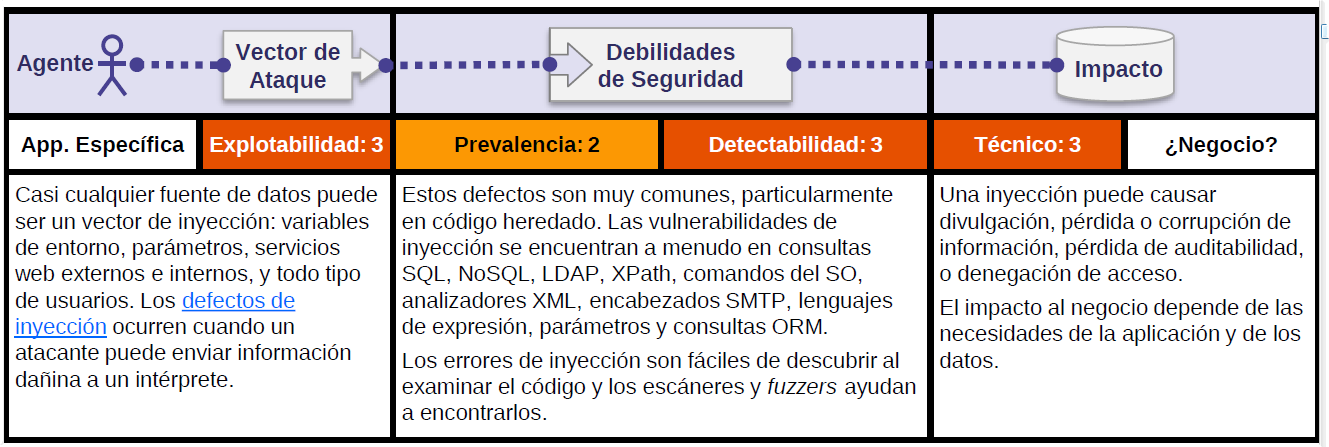 Agente
Vector de
Ataque
Debilidades
de Seguridad
Impacto
App. Específica
Explotabilidad: 3
Prevalencia: 2
Detectabilidad: 3
Técnico: 3
¿Negocio?
Casi cualquier fuente de datos puede
ser un vector de inyección: variables
de entorno, parámetros, servicios
web externos e internos, y todo tipo
de usuarios. Los defectos de
inyección ocurren cuando un
atacante puede enviar información
dañina a un intérprete.
Estos defectos son muy comunes, particularmente
en código heredado. Las vulnerabilidades de
inyección se encuentran a menudo en consultas
SQL, NoSQL, LDAP, XPath, comandos del SO,
analizadores XML, encabezados SMTP, lenguajes
de expresión, parámetros y consultas ORM.
Los errores de inyección son fáciles de descubrir al
examinar el código y los escáneres y fuzzers ayudan
a encontrarlos.
Una inyección puede causar
divulgación, pérdida o corrupción de
información, pérdida de auditabilidad,
o denegación de acceso.
El impacto al negocio depende de las
necesidades de la aplicación y de los
datos.